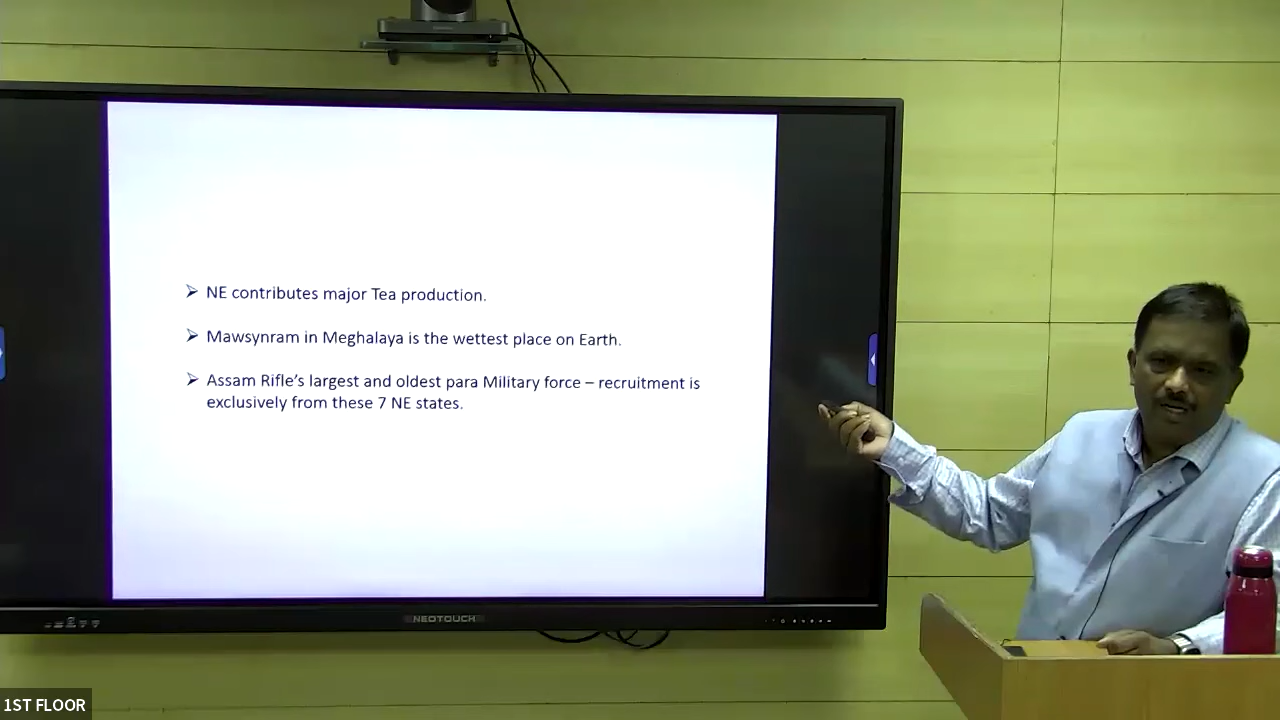 NE contributes major Tea production.
Mawsynram in Meghalaya is the wettest place on Earth.
Assam Rifle's largest and oldest para Military force – recruitment is
exclusively from these 7 NE states.
NEOTOUCH
1ST FLOOR